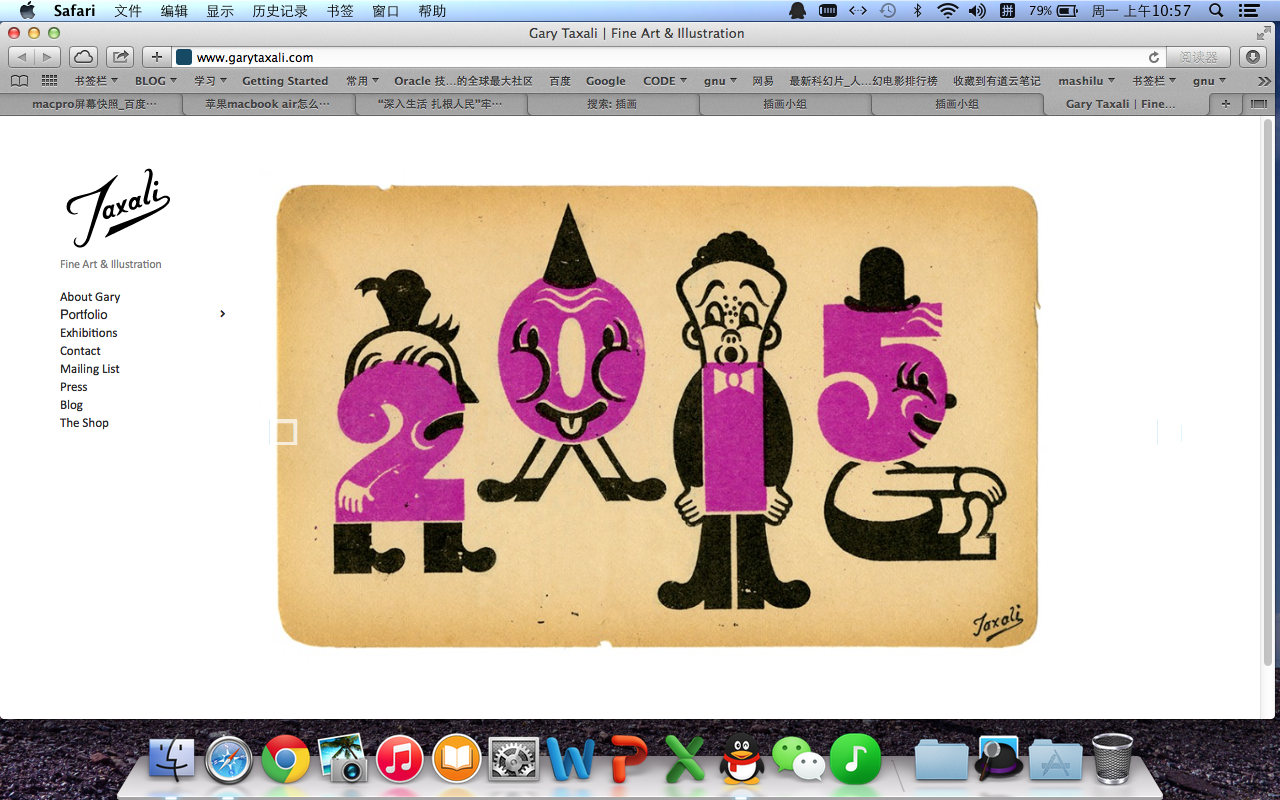 Safari 文件 编辑 显示 历史记录 书签 窗口 帮助 拼 79% 周一 上午10:57
Gary Taxali | Fine Art & Illustration
www.garytaxali.com 阅读器
书签栏 BLOG 学习 Getting Started 常用 Oracle 技...的全球最大社区 百度 Google CODE gnu 网易 最新科幻片_人...幻电影排行榜 收藏到有道云笔记 mashilu 书签栏 gnu
macpro屏幕快照_百度… 苹果macbook air怎么… “深入生活 扎根人民”牢… 搜索: 插画 插画小组 插画小组 Gary Taxali | Fine...
Taxali
Fine Art & Illustration
About Gary
Portfolio
Exhibitions
Contact
Mailing List
Press
Blog
The Shop
2015
Taxali